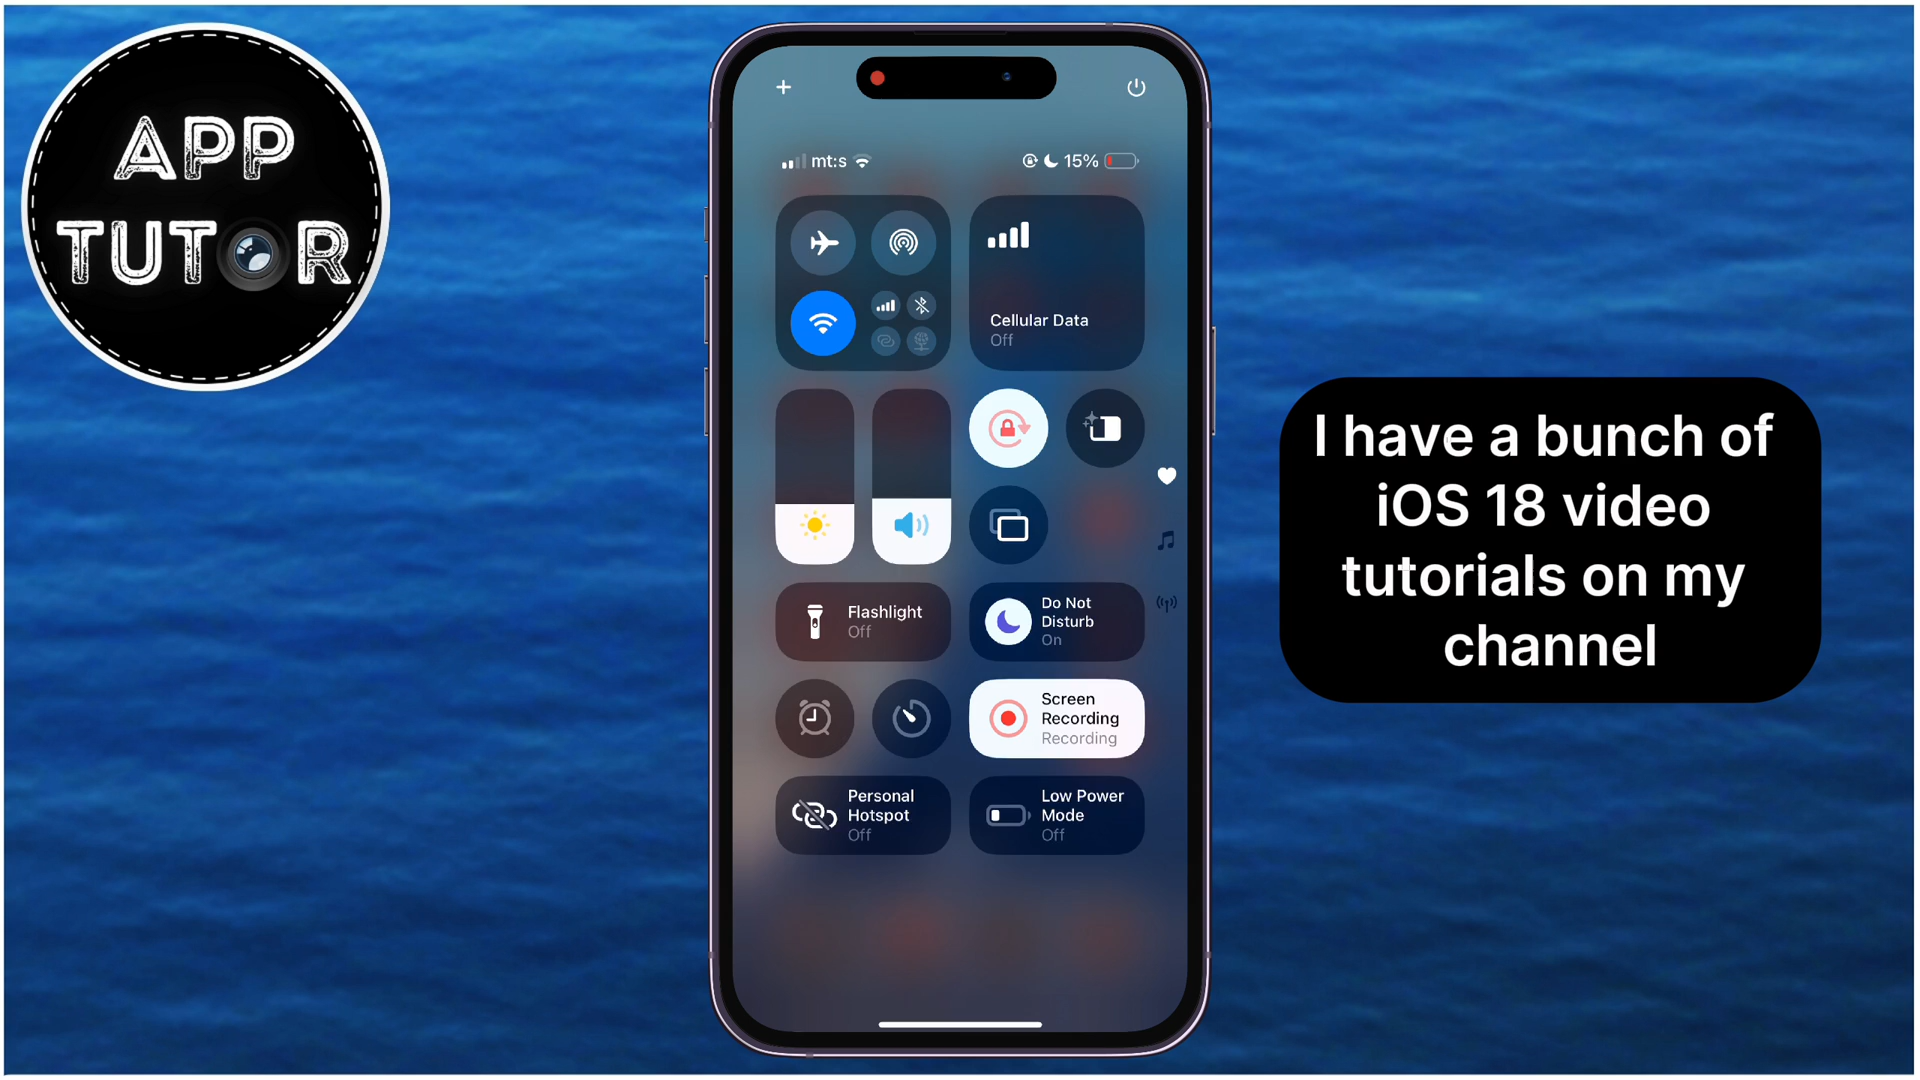 APP
TUTOR
mt:s
15%
Cellular Data
Off
Flashlight
Off
Do Not
Disturb
On
Screen
Recording
Recording
Personal
Hotspot
Off
Low Power
Mode
Off
I have a bunch of
iOS 18 video
tutorials on my
channel